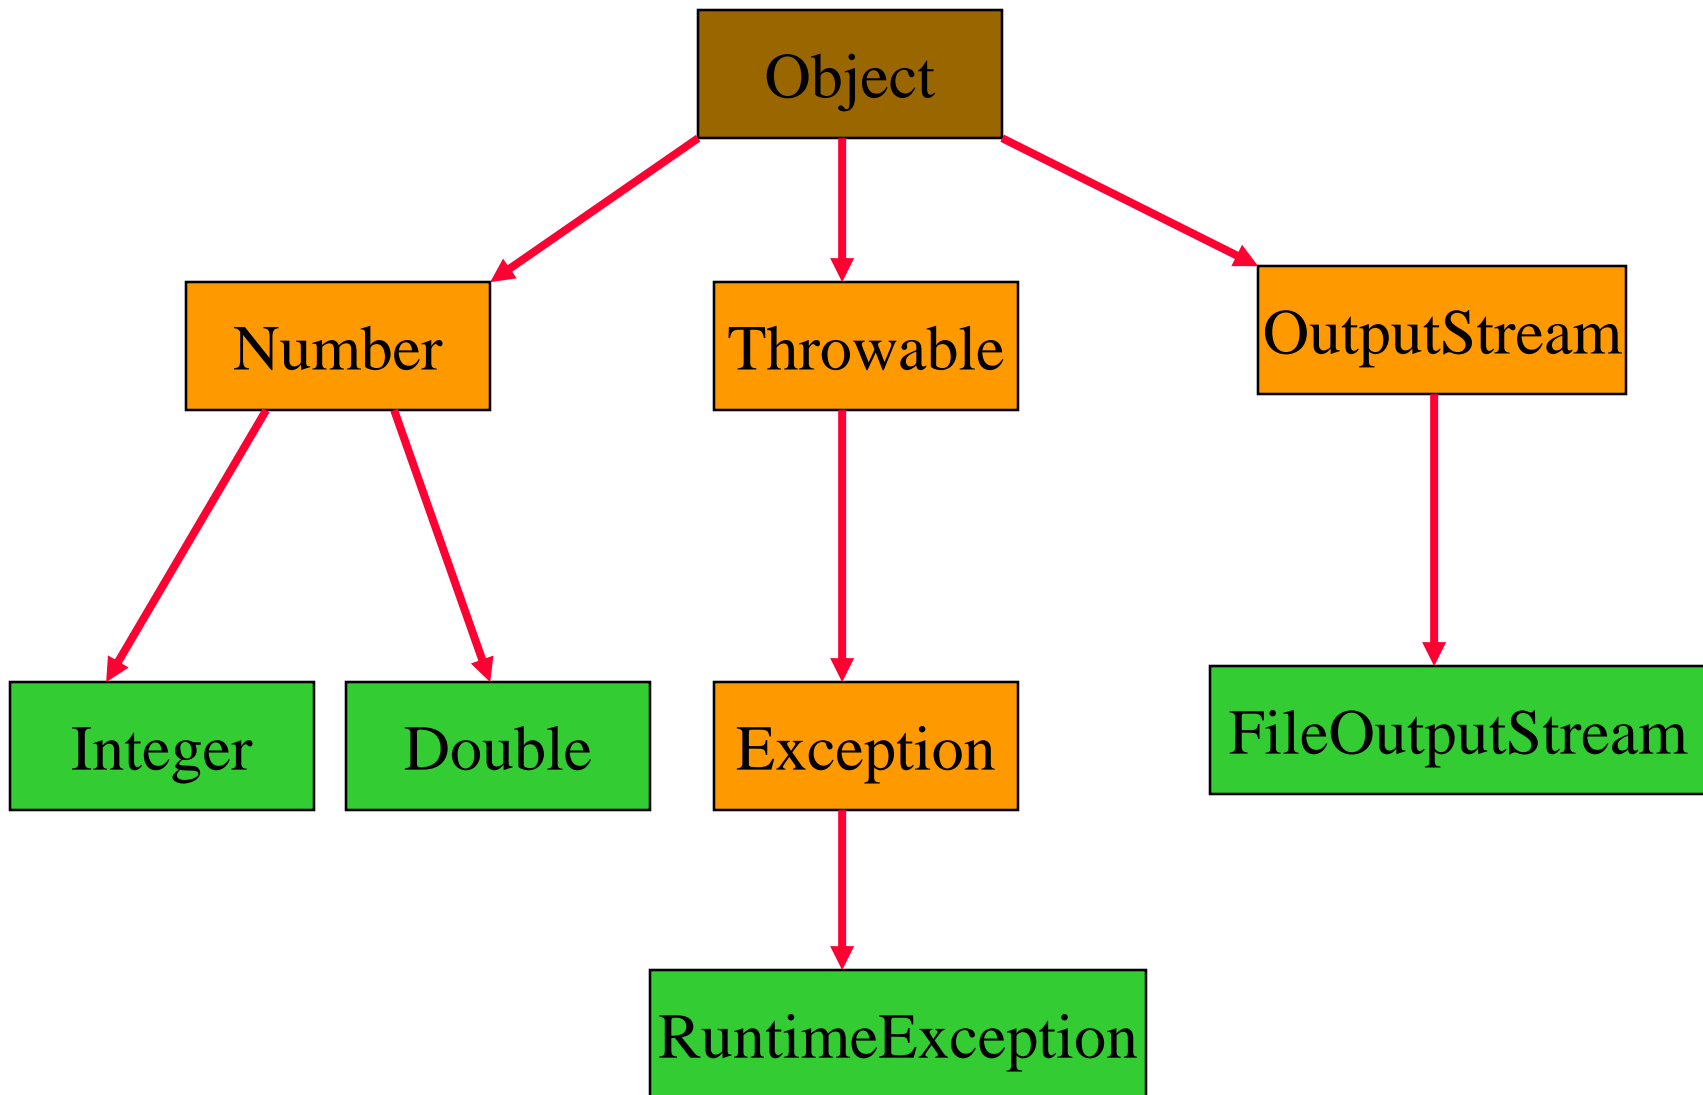 Object
Number
Throwable
OutputStream
Integer
Double
Exception
FileOutputStream
RuntimeException